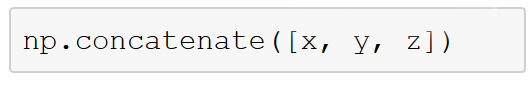 np.concatenate([x, y, z])